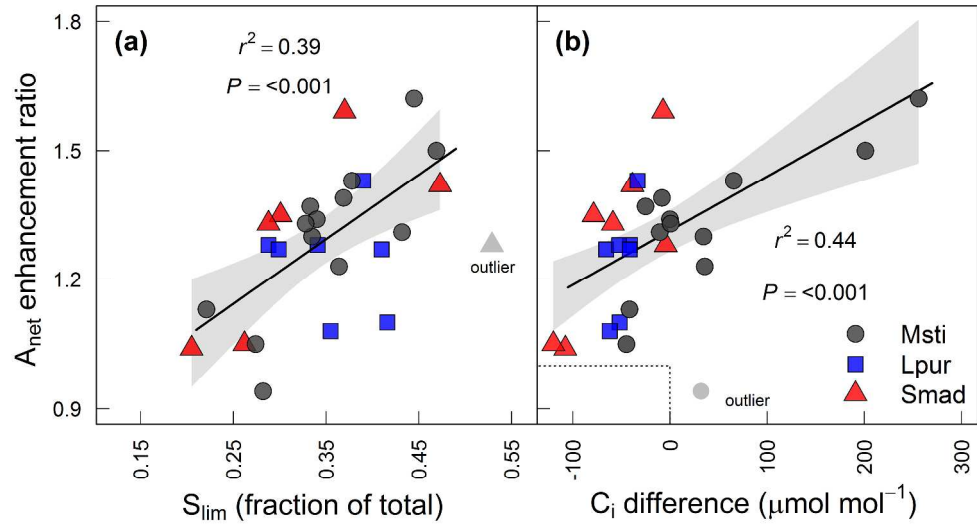 A_net enhancement ratio
1.8
1.5
1.2
0.9
(a)
r² = 0.39
P = <0.001
outlier
0.15
0.25
0.35
0.45
0.55
S_lim (fraction of total)
(b)
r² = 0.44
P = <0.001
Msti
Lpur
Smad
outlier
-100
0
100
200
300
C_i difference (μmol mol⁻¹)